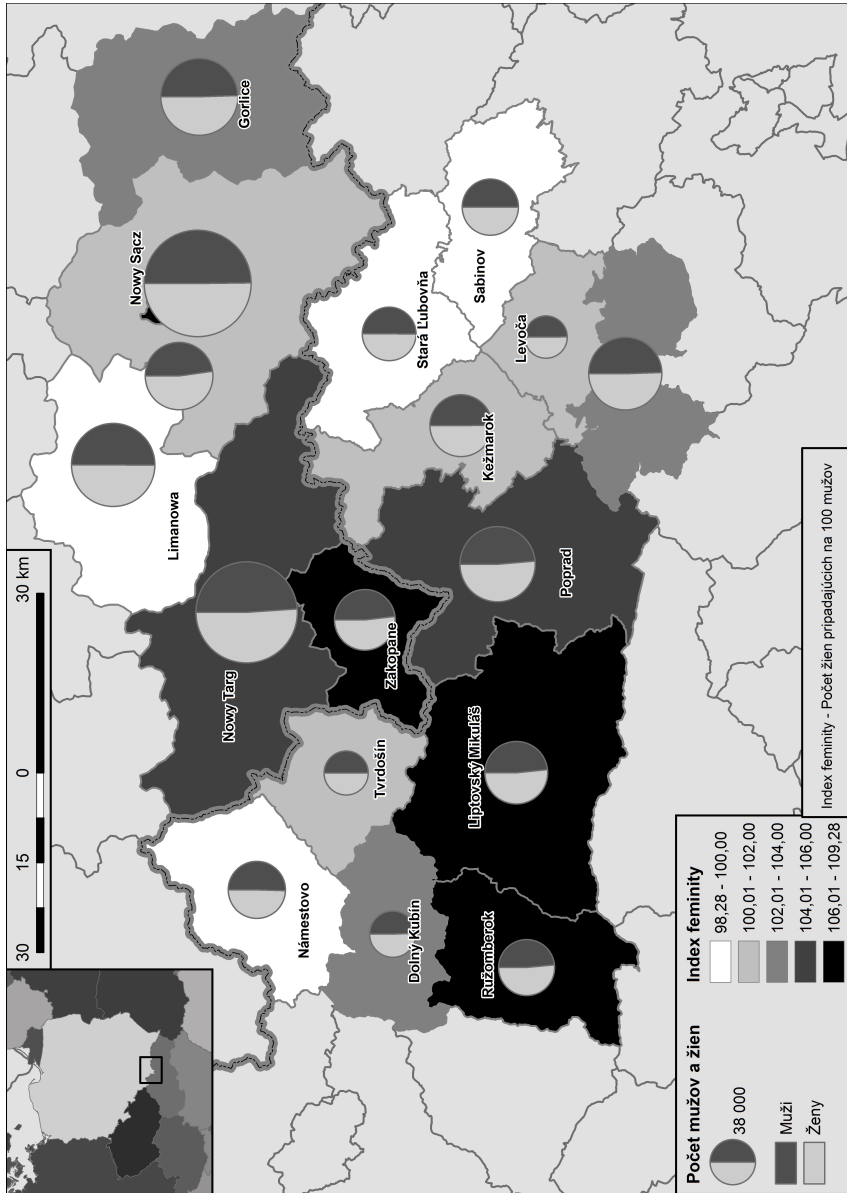 30
15
0
30 km
Gorlice
Nowy Sącz
Limanowa
Nowy Targ
Zakopane
Stará Ľubovňa
Sabinov
Levoča
Kežmarok
Poprad
Tvrdošín
Námestovo
Dolný Kubín
Liptovský Mikuláš
Ružomberok
Počet mužov a žien
38 000
Muži
Ženy
Index feminity
98,28 - 100,00
100,01 - 102,00
102,01 - 104,00
104,01 - 106,00
106,01 - 109,28
Index feminity - Počet žien pripadajúcich na 100 mužov